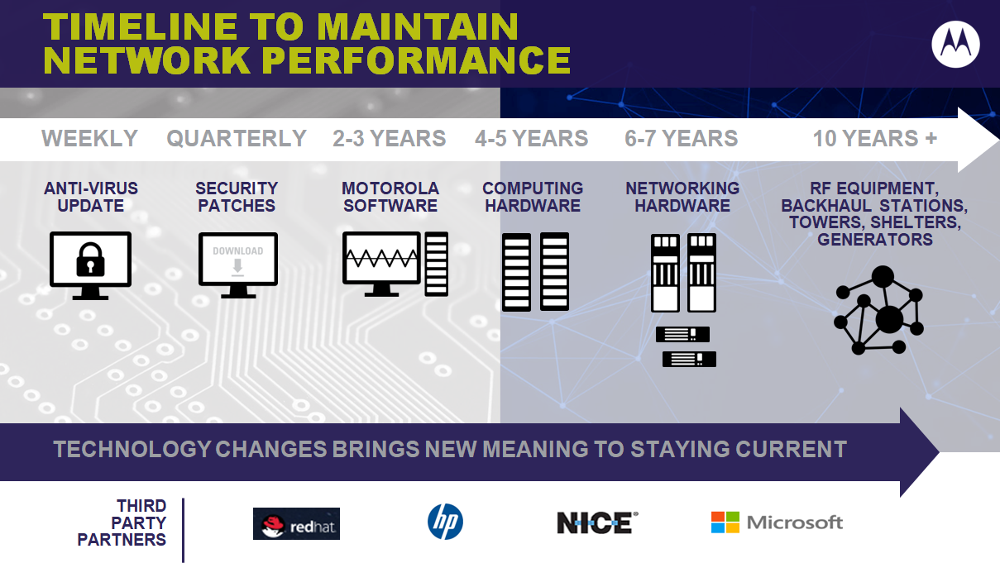 TIMELINE TO MAINTAIN
NETWORK PERFORMANCE
WEEKLY
QUARTERLY
2-3 YEARS
4-5 YEARS
6-7 YEARS
10 YEARS +
ANTI-VIRUS
UPDATE
SECURITY
PATCHES
MOTOROLA
SOFTWARE
COMPUTING
HARDWARE
NETWORKING
HARDWARE
RF EQUIPMENT,
BACKHAUL STATIONS,
TOWERS, SHELTERS,
GENERATORS
DOWNLOAD
TECHNOLOGY CHANGES BRINGS NEW MEANING TO STAYING CURRENT
THIRD
PARTY
PARTNERS
redhat.
hp
NICE®
Microsoft